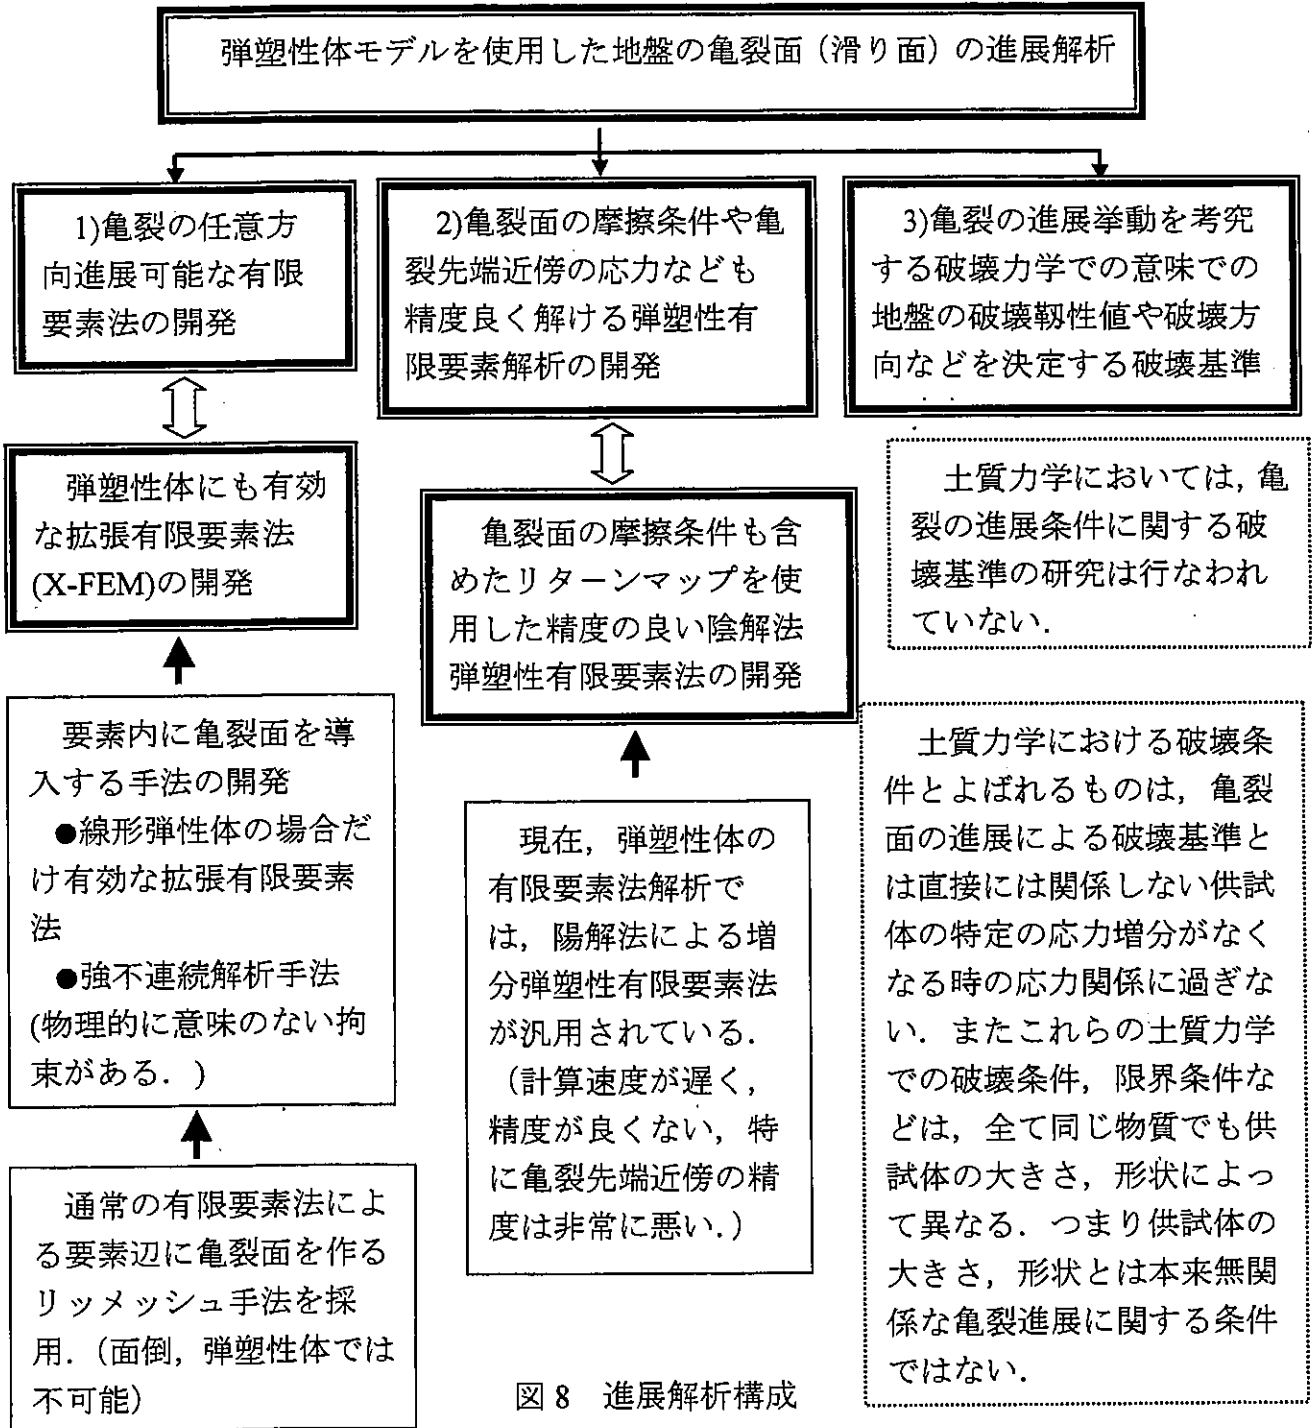 弾塑性体モデルを使用した地盤の亀裂面（滑り面）の進展解析
1)亀裂の任意方
向進展可能な有限
要素法の開発
弾塑性体にも有効
な拡張有限要素法
(X-FEM)の開発
要素内に亀裂面を導
入する手法の開発
●線形弾性体の場合だ
け有効な拡張有限要素
法
●強不連続解析手法
(物理的に意味のない拘
束がある．)
通常の有限要素法によ
る要素辺に亀裂面を作る
リッメッシュ手法を採
用．（面倒，弾塑性体では
不可能）
2)亀裂面の摩擦条件や亀
裂先端近傍の応力なども
精度良く解ける弾塑性有
限要素解析の開発
亀裂面の摩擦条件も含
めたリターンマップを使
用した精度の良い陰解法
弾塑性有限要素法の開発
現在，弾塑性体の
有限要素法解析で
は，陽解法による増
分弾塑性有限要素法
が汎用されている．
（計算速度が遅く，
精度が良くない，特
に亀裂先端近傍の精
度は非常に悪い．）
3)亀裂の進展挙動を考究
する破壊力学での意味での
地盤の破壊靱性値や破壊方
向などを決定する破壊基準
土質力学においては，亀
裂の進展条件に関する破
壊基準の研究は行なわれ
ていない．
土質力学における破壊条
件とよばれるものは，亀裂
面の進展による破壊基準と
は直接には関係しない供試
体の特定の応力増分がなく
なる時の応力関係に過ぎな
い．またこれらの土質力学
での破壊条件，限界条件な
どは，全て同じ物質でも供
試体の大きさ，形状によっ
て異なる．つまり供試体の
大きさ，形状とは本来無関
係な亀裂進展に関する条件
ではない．
図 8　進展解析構成